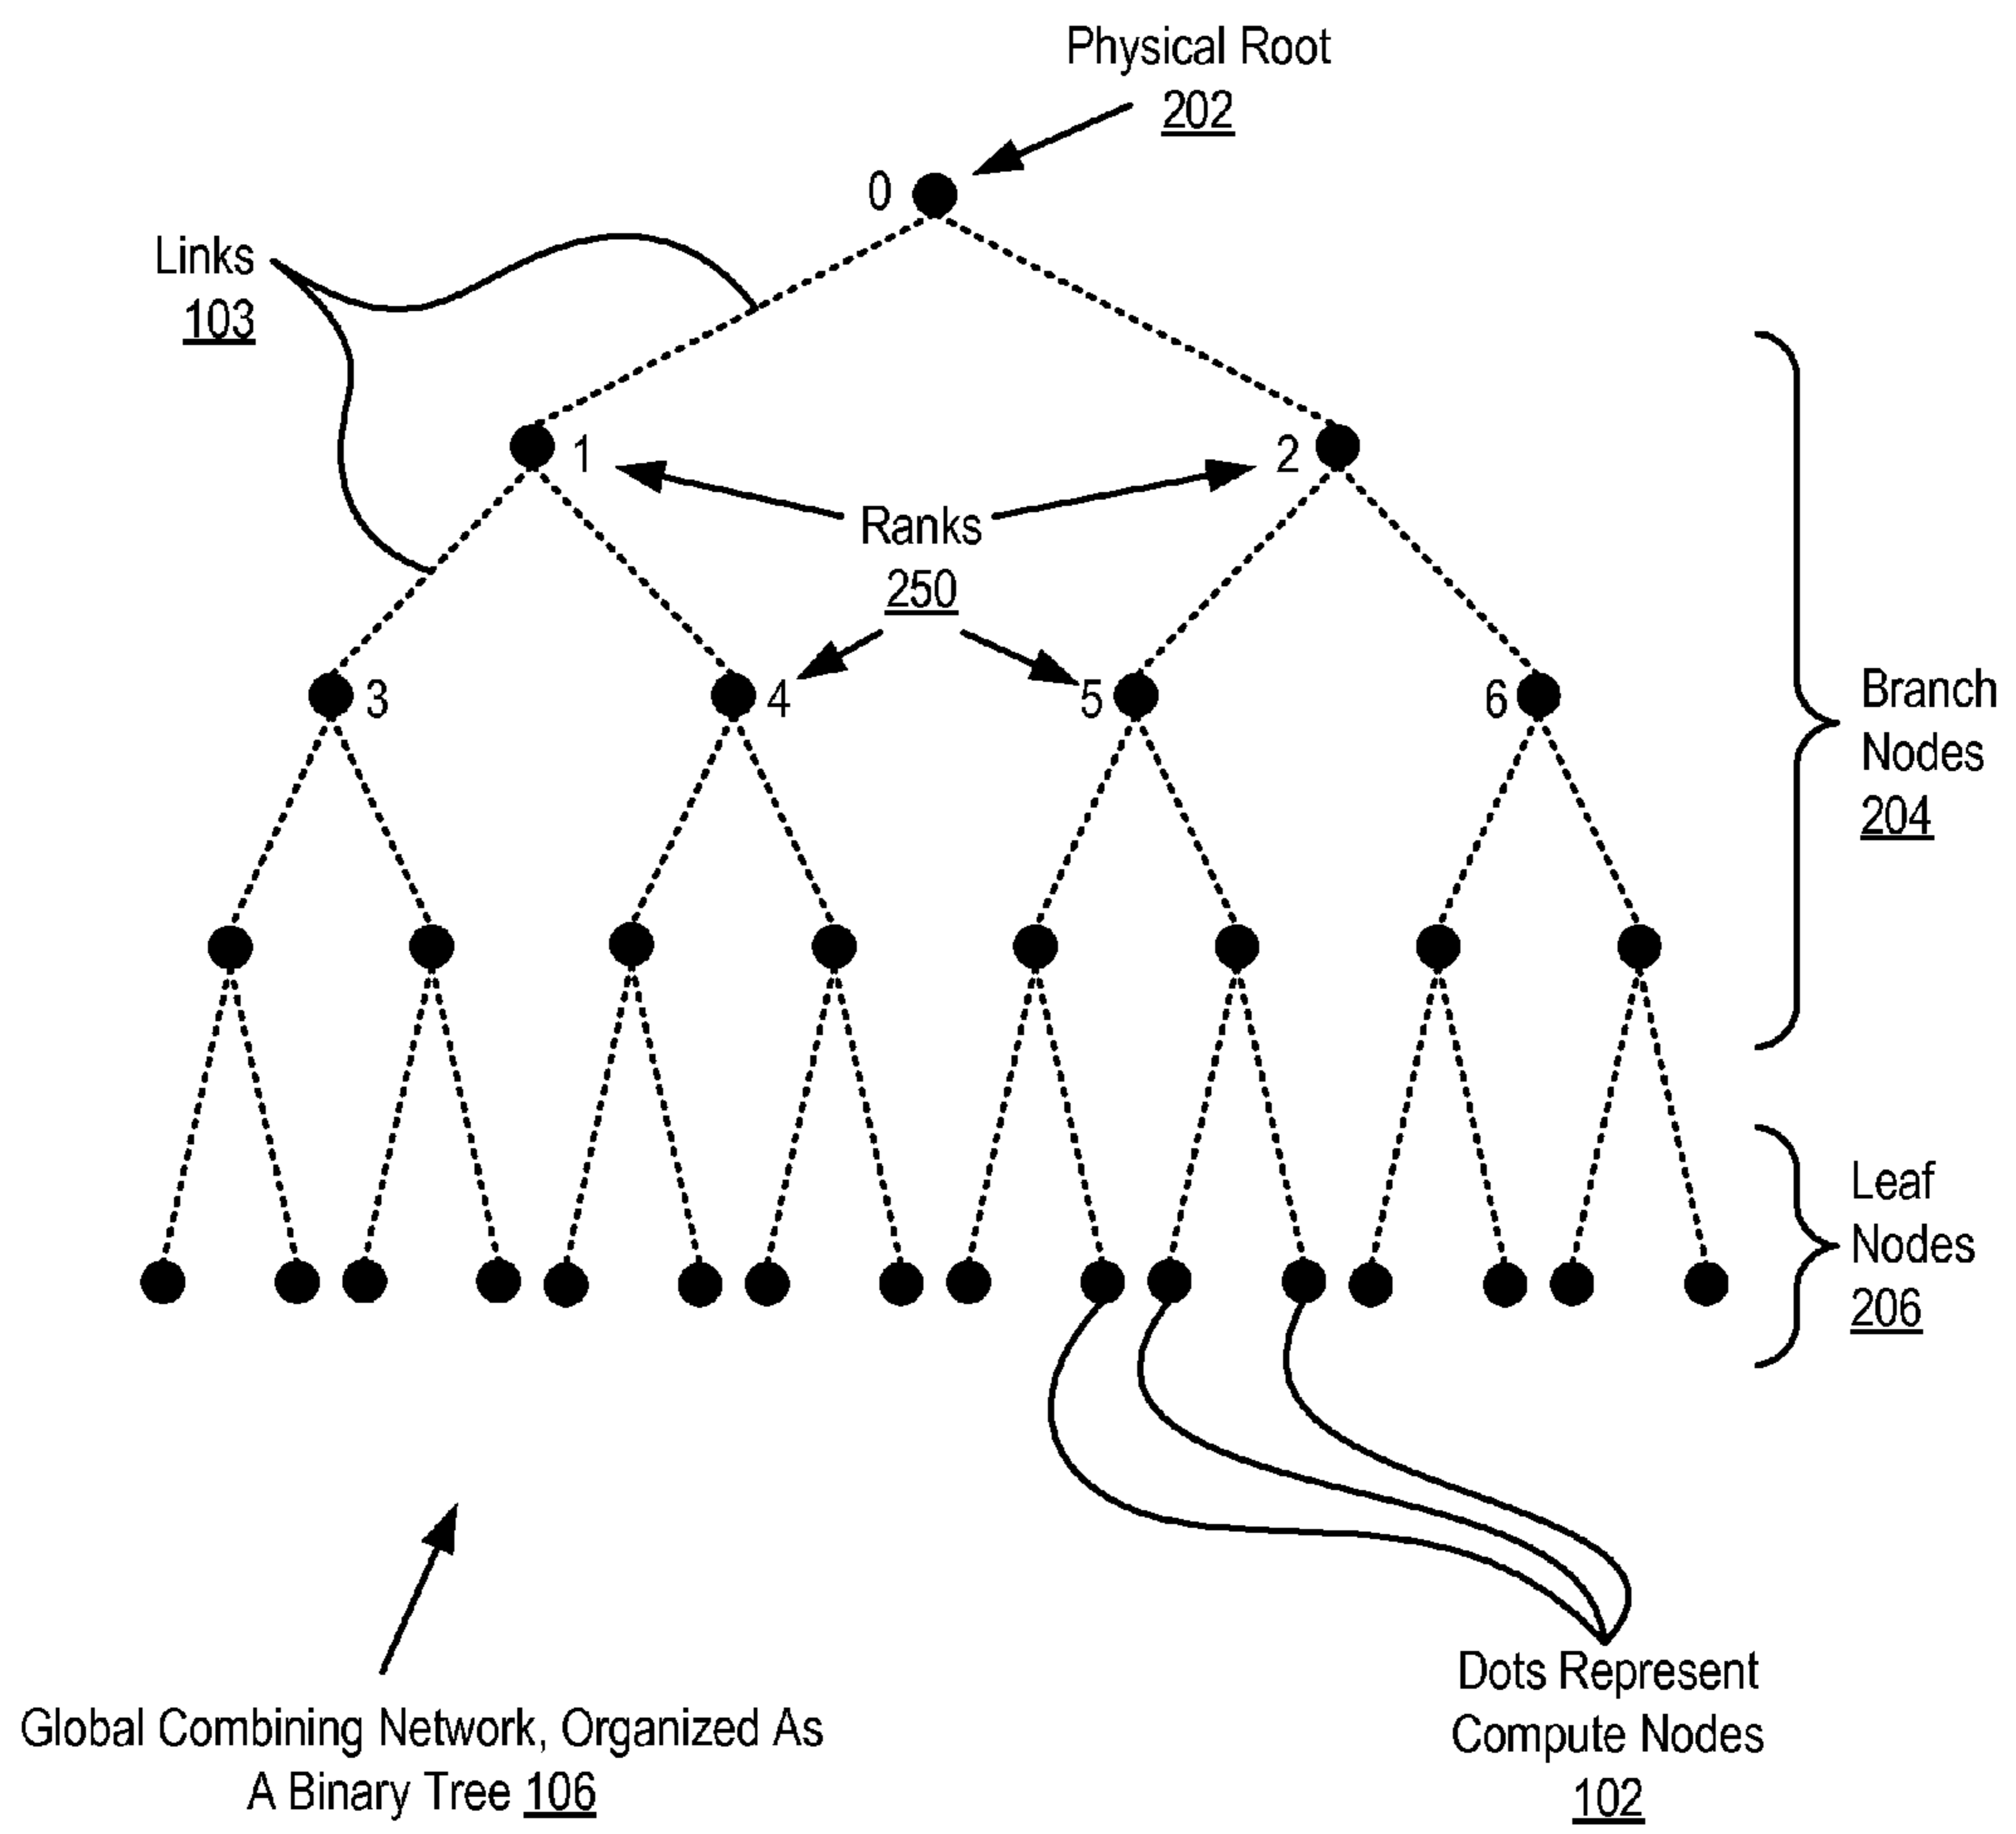 Physical Root
202
0
Links
103
1
2
Ranks
250
3
4
5
6
Branch
Nodes
204
Leaf
Nodes
206
Global Combining Network, Organized As
A Binary Tree 106
Dots Represent
Compute Nodes
102